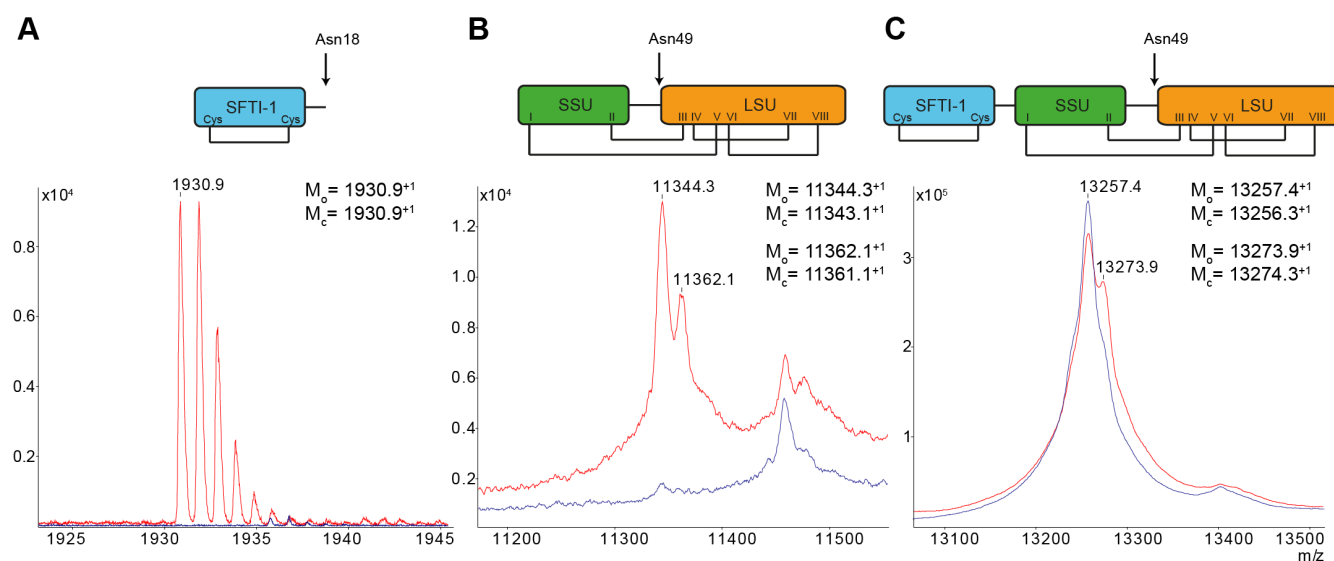 A
Asn18
SFTI-1
Cys Cys
x10⁴
1930.9
Mₒ= 1930.9⁺¹
M꜀= 1930.9⁺¹
0.8
0.6
0.4
0.2
1925 1930 1935 1940 1945
B
Asn49
SSU LSU
I II III IV V VI VII VIII
x10⁴
11344.3
11362.1
Mₒ= 11344.3⁺¹
M꜀= 11343.1⁺¹
Mₒ= 11362.1⁺¹
M꜀= 11361.1⁺¹
1.2
1.0
0.8
0.6
0.4
0.2
11200 11300 11400 11500
C
Asn49
SFTI-1 SSU LSU
Cys Cys I II III IV V VI VII VIII
x10⁵
13257.4
13273.9
Mₒ= 13257.4⁺¹
M꜀= 13256.3⁺¹
Mₒ= 13273.9⁺¹
M꜀= 13274.3⁺¹
3
2
1
13100 13200 13300 13400 13500
m/z